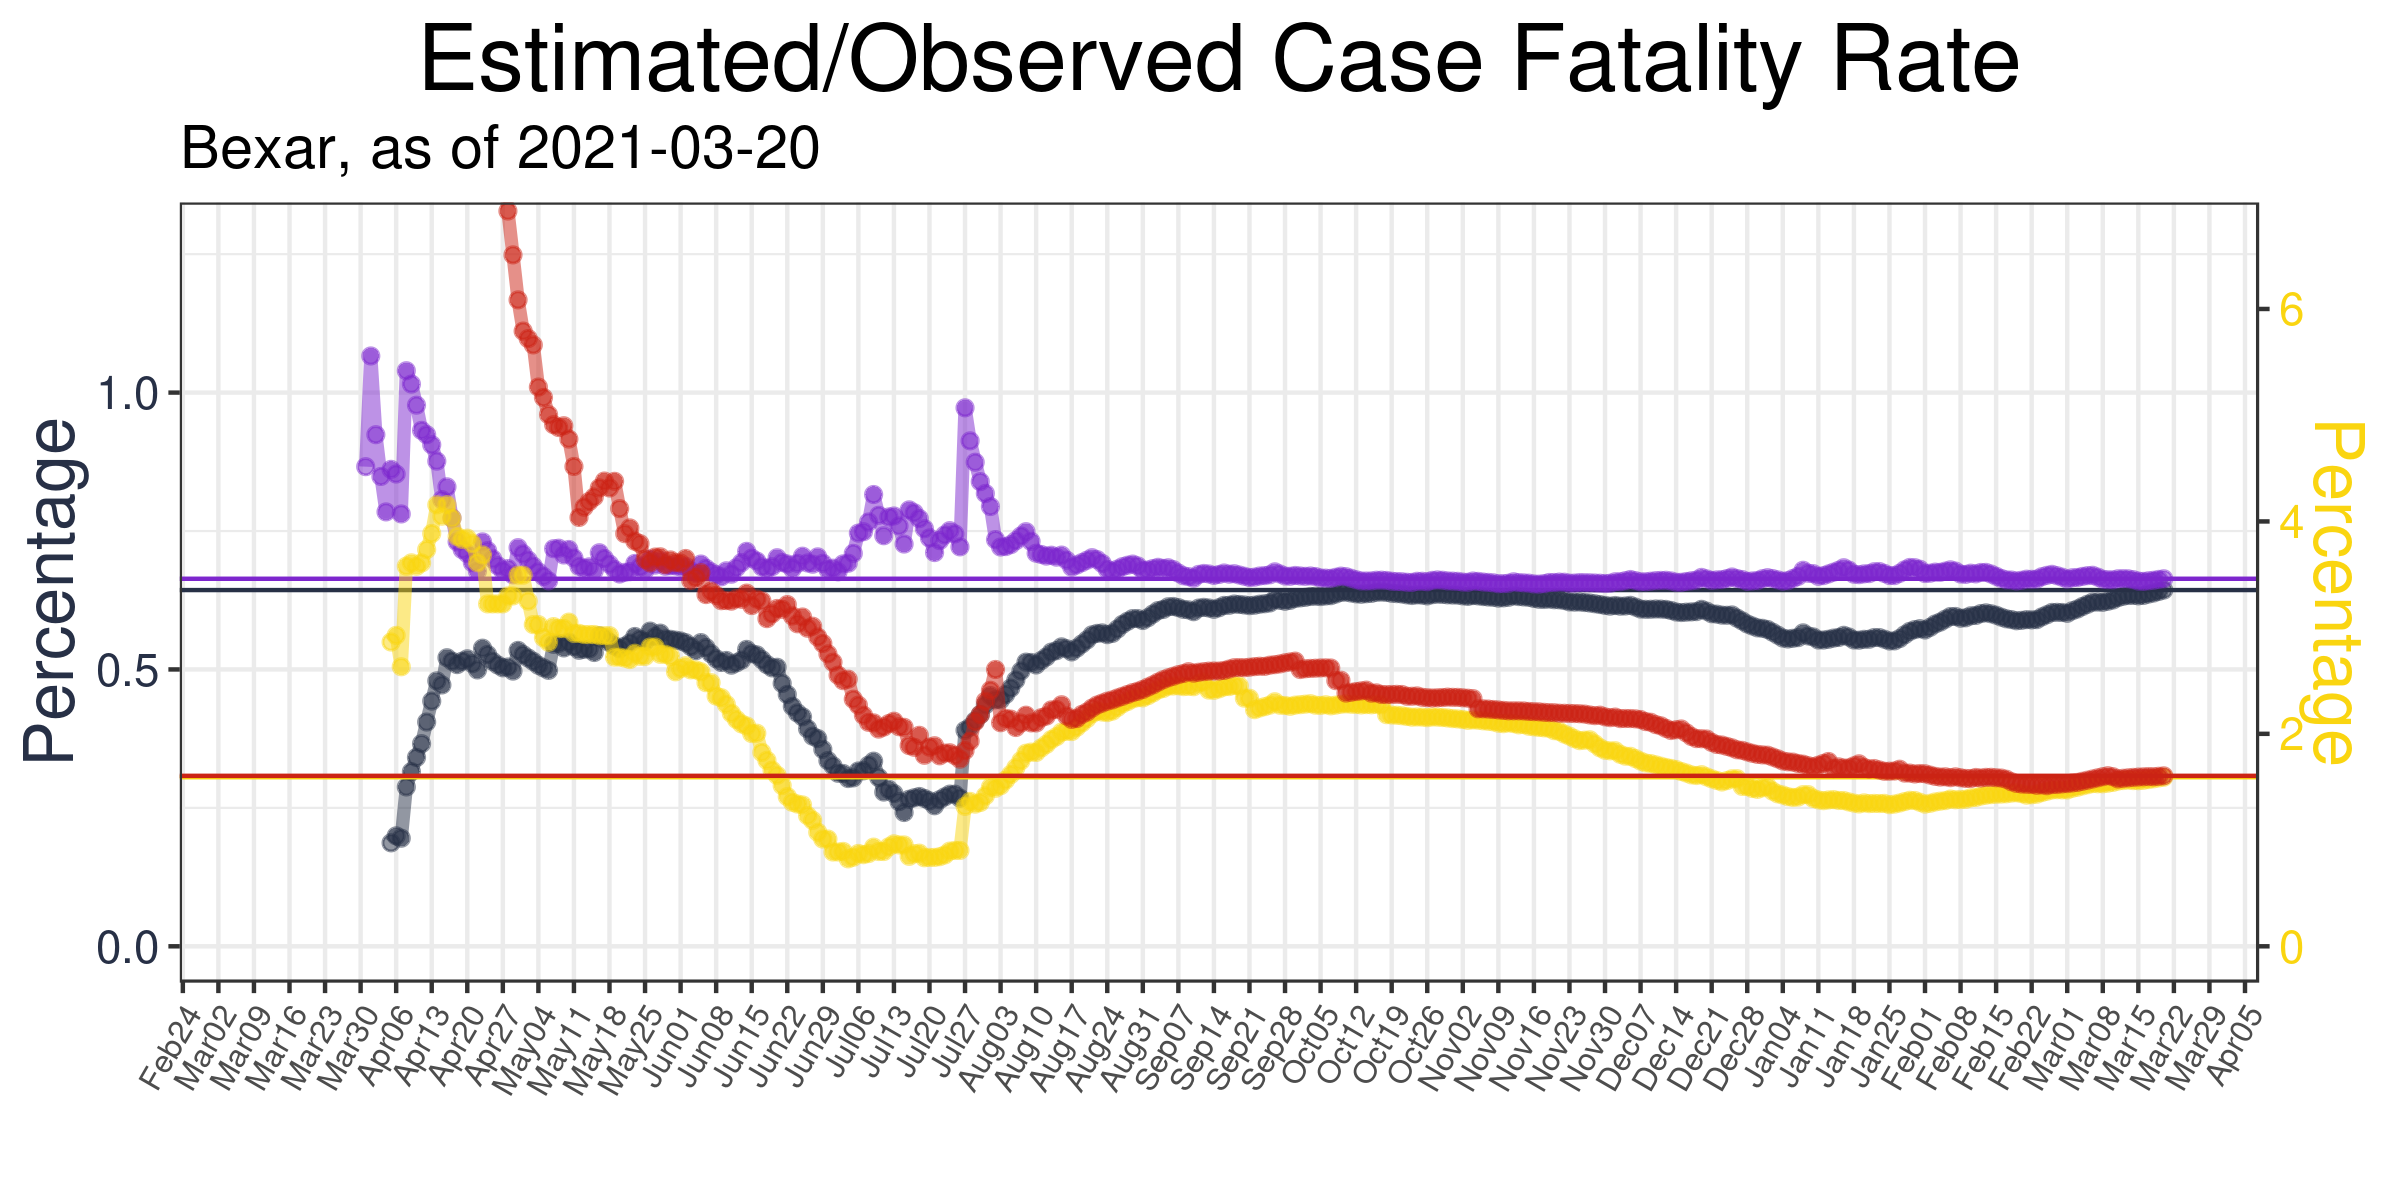 Estimated/Observed Case Fatality Rate
Bexar, as of 2021-03-20
Percentage
1.0
0.5
0.0
6
4
2
0
Percentage
Feb24
Mar02
Mar09
Mar16
Mar23
Mar30
Apr06
Apr13
Apr20
Apr27
May04
May11
May18
May25
Jun01
Jun08
Jun15
Jun22
Jun29
Jul06
Jul13
Jul20
Jul27
Aug03
Aug10
Aug17
Aug24
Aug31
Sep07
Sep14
Sep21
Sep28
Oct05
Oct12
Oct19
Oct26
Nov02
Nov09
Nov16
Nov23
Nov30
Dec07
Dec14
Dec21
Dec28
Jan04
Jan11
Jan18
Jan25
Feb01
Feb08
Feb15
Feb22
Mar01
Mar08
Mar15
Mar22
Mar29
Apr05